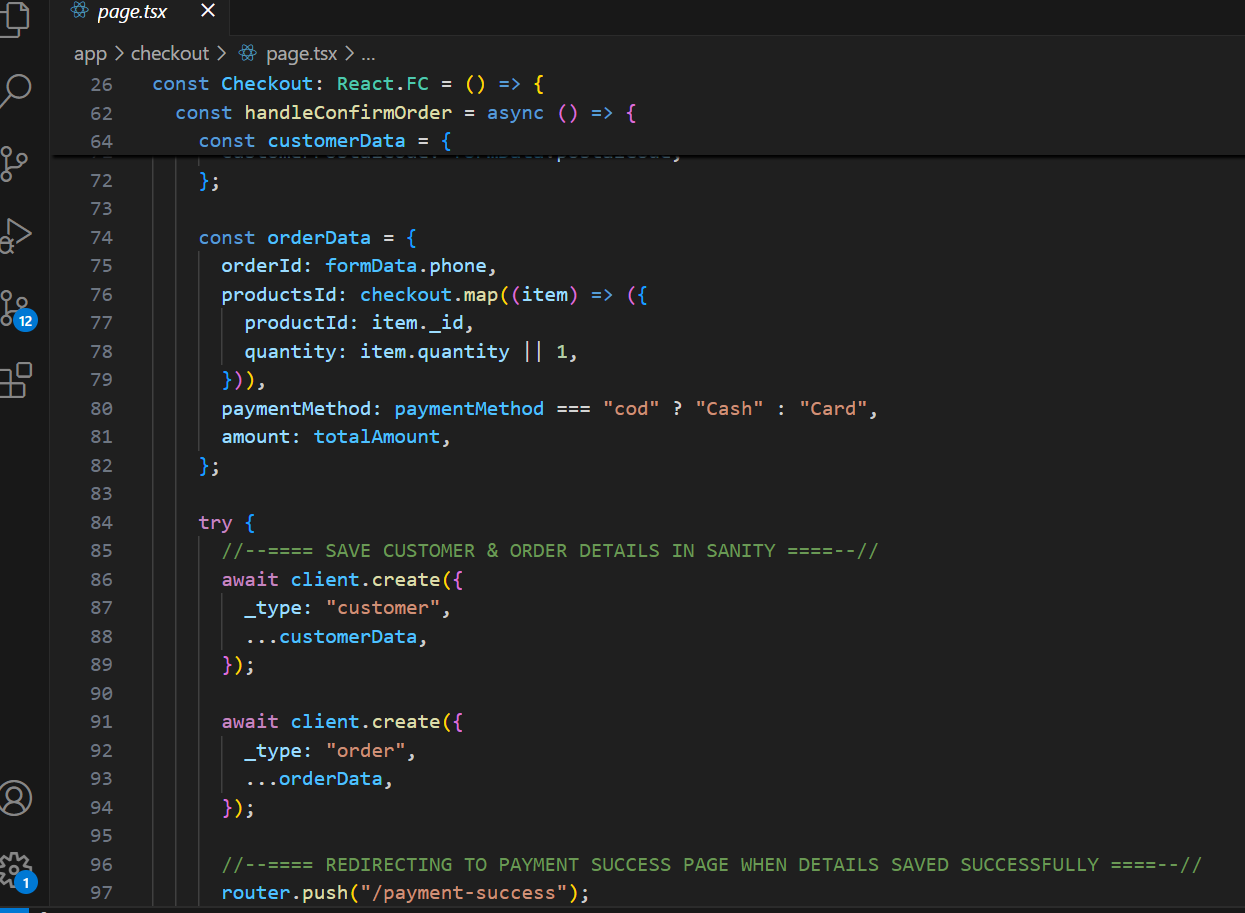 page.tsx
app > checkout > page.tsx > ...
26 const Checkout: React.FC = () => {
62 const handleConfirmOrder = async () => {
64 const customerData = {
72 };
73
74 const orderData = {
75 orderId: formData.phone,
76 productsId: checkout.map((item) => ({
77 productId: item._id,
78 quantity: item.quantity || 1,
79 })),
80 paymentMethod: paymentMethod === "cod" ? "Cash" : "Card",
81 amount: totalAmount,
82 };
83
84 try {
85 //--==== SAVE CUSTOMER & ORDER DETAILS IN SANITY ====--//
86 await client.create({
87 _type: "customer",
88 ...customerData,
89 });
90
91 await client.create({
92 _type: "order",
93 ...orderData,
94 });
95
96 //--==== REDIRECTING TO PAYMENT SUCCESS PAGE WHEN DETAILS SAVED SUCCESSFULLY ====--//
97 router.push("/payment-success");
12
1